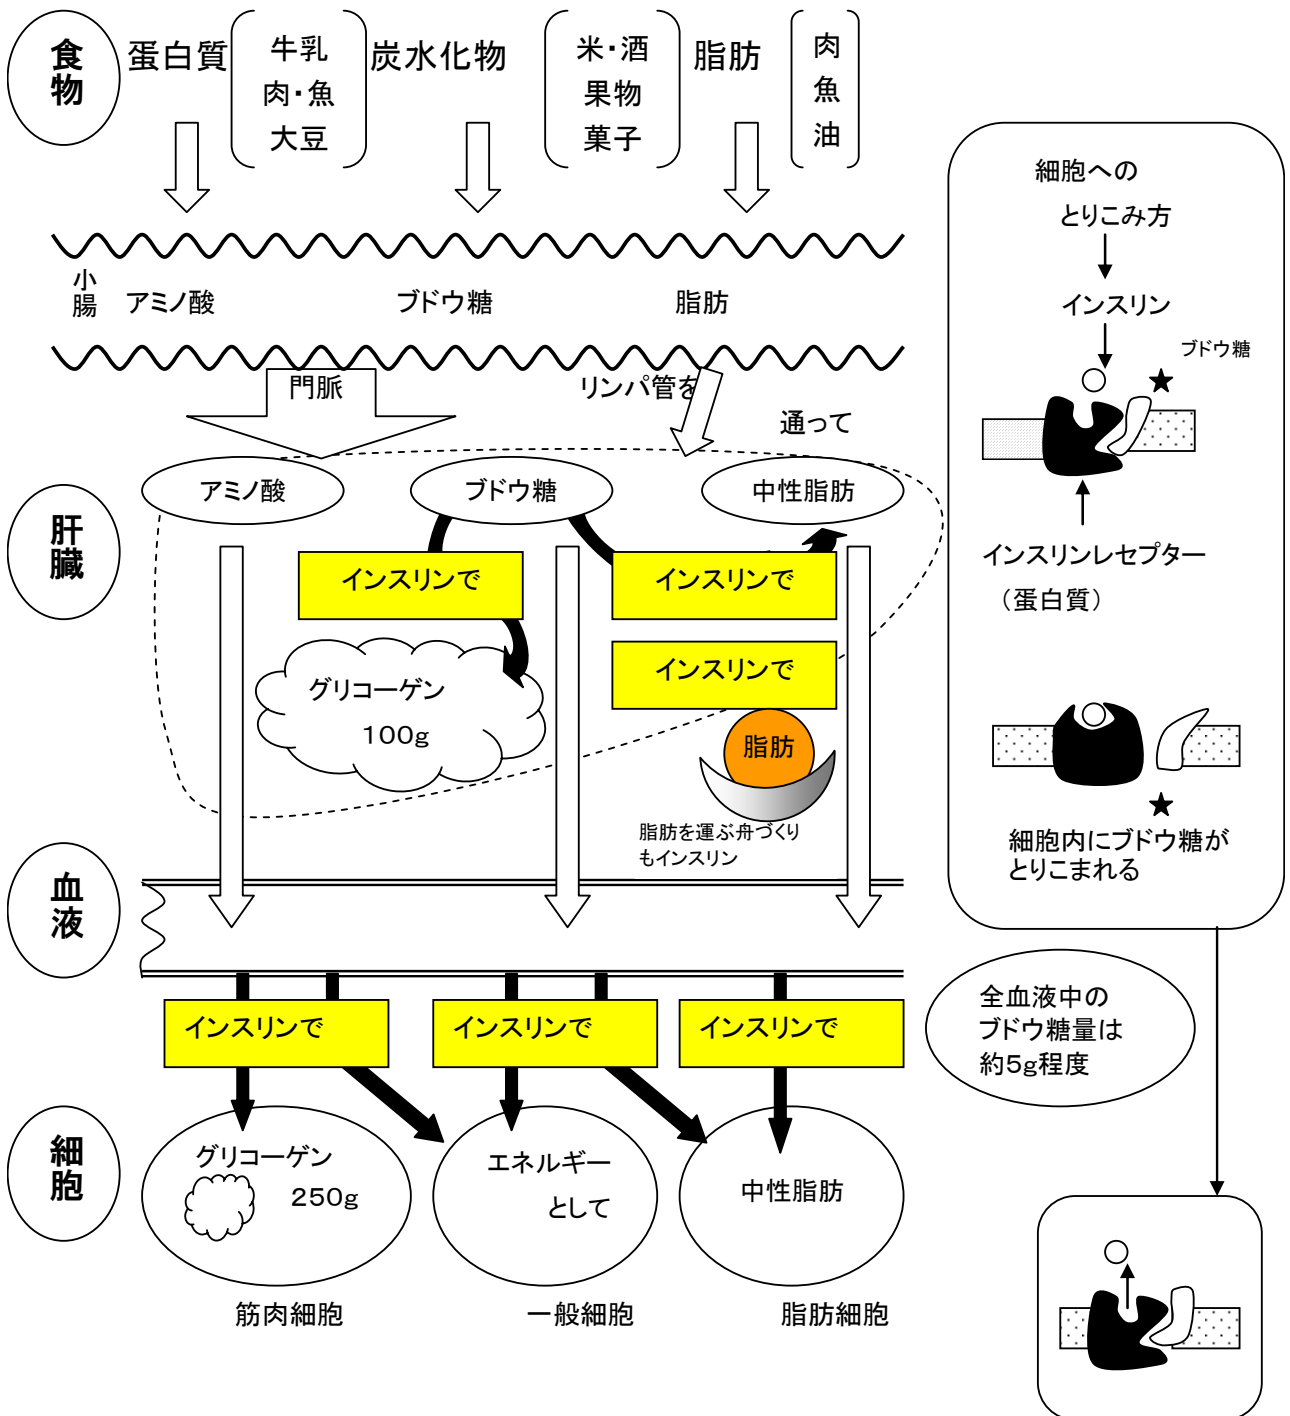 食物
蛋白質
牛乳
肉・魚
大豆
炭水化物
米・酒
果物
菓子
脂肪
肉
魚
油
小腸
アミノ酸
ブドウ糖
脂肪
門脈
リンパ管を
通って
肝臓
アミノ酸
ブドウ糖
中性脂肪
インスリンで
インスリンで
インスリンで
グリコーゲン
100g
脂肪
脂肪を運ぶ舟づくり
もインスリン
血液
インスリンで
インスリンで
インスリンで
細胞
グリコーゲン
250g
エネルギー
として
中性脂肪
筋肉細胞
一般細胞
脂肪細胞
細胞への
とりこみ方
インスリン
ブドウ糖
インスリンレセプター
（蛋白質）
細胞内にブドウ糖が
とりこまれる
全血液中の
ブドウ糖量は
約5g程度